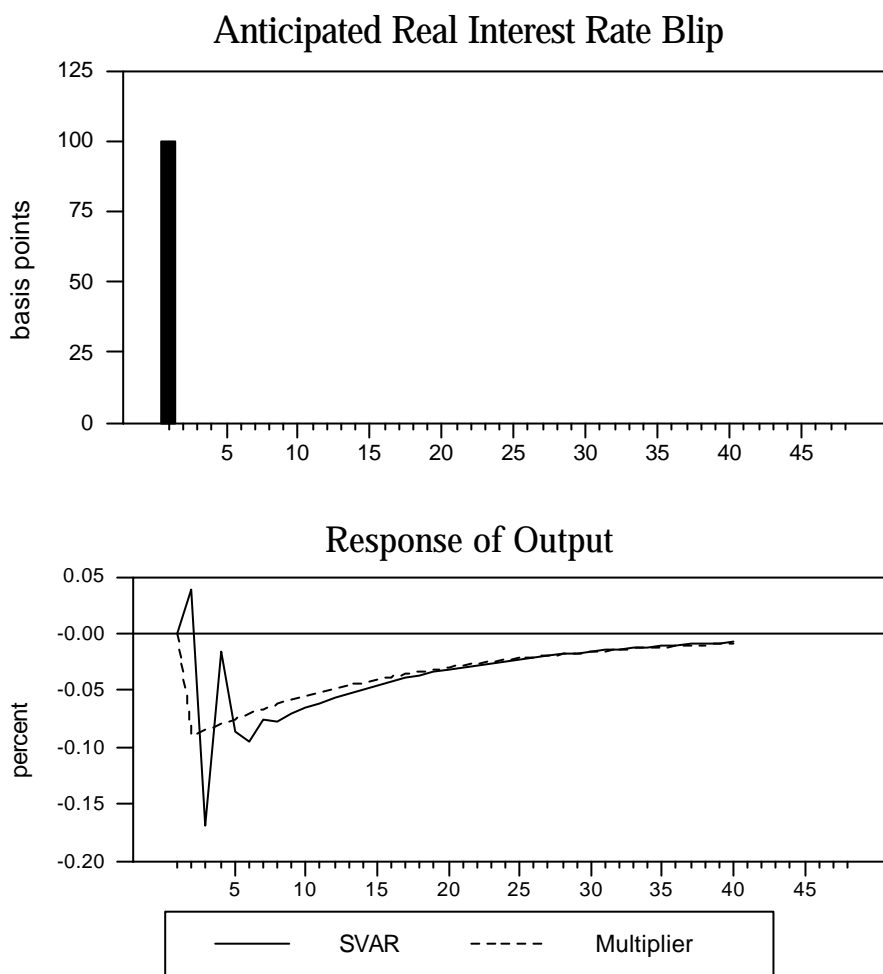 Anticipated Real Interest Rate Blip
125
100
75
50
25
0
basis points
5 10 15 20 25 30 35 40 45
Response of Output
0.05
-0.00
-0.05
-0.10
-0.15
-0.20
percent
5 10 15 20 25 30 35 40 45
SVAR Multiplier